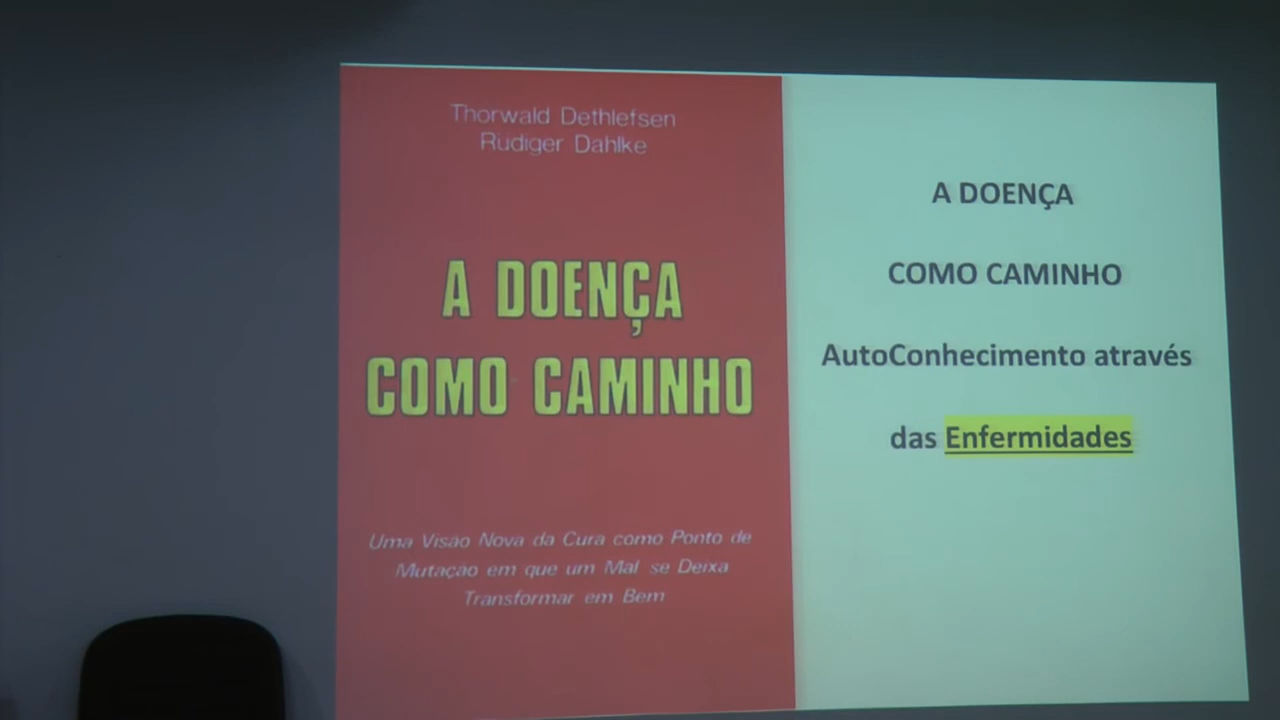 Thorwald Dethlefsen
Rüdiger Dahlke
A DOENÇA
COMO CAMINHO
Uma Visão Nova da Cura como Ponto de
Mutação em que um Mal se Deixa
Transformar em Bem
A DOENÇA
COMO CAMINHO
AutoConhecimento através
das Enfermidades